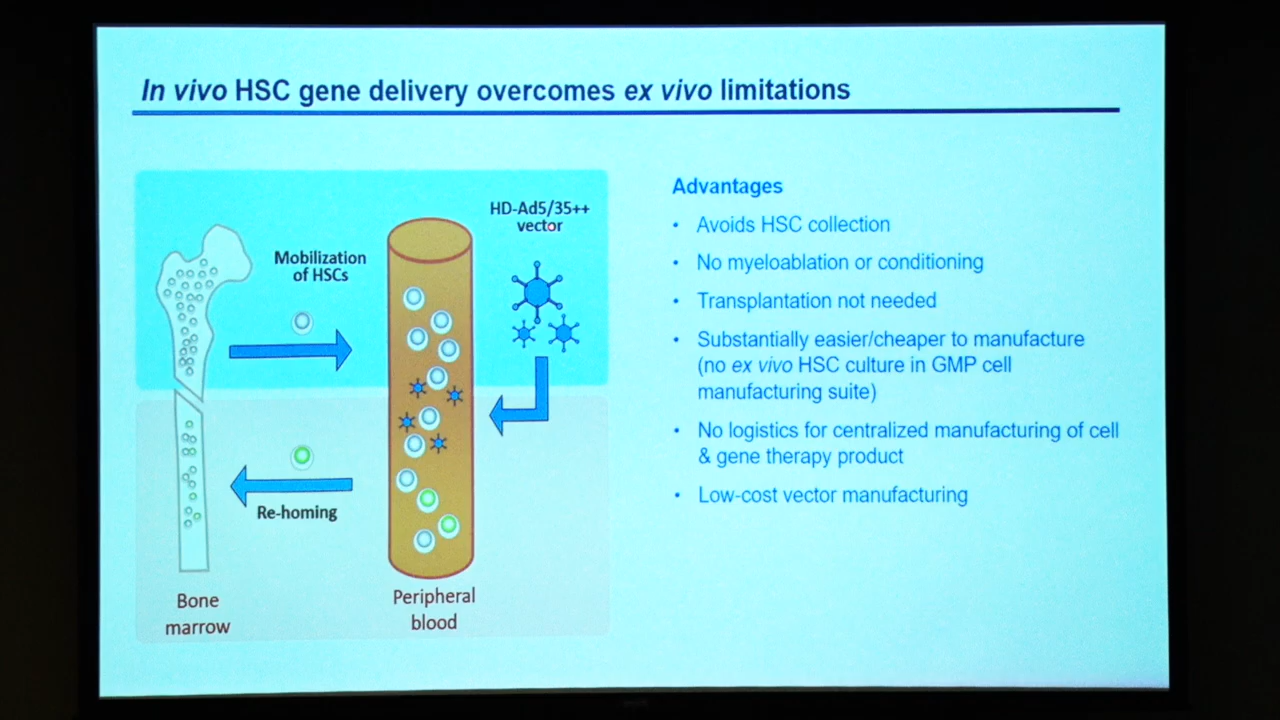 In vivo HSC gene delivery overcomes ex vivo limitations
HD-Ad5/35++
vector
Mobilization
of HSCs
Re-homing
Bone
marrow
Peripheral
blood
Advantages
• Avoids HSC collection
• No myeloablation or conditioning
• Transplantation not needed
• Substantially easier/cheaper to manufacture
(no ex vivo HSC culture in GMP cell
manufacturing suite)
• No logistics for centralized manufacturing of cell
& gene therapy product
• Low-cost vector manufacturing